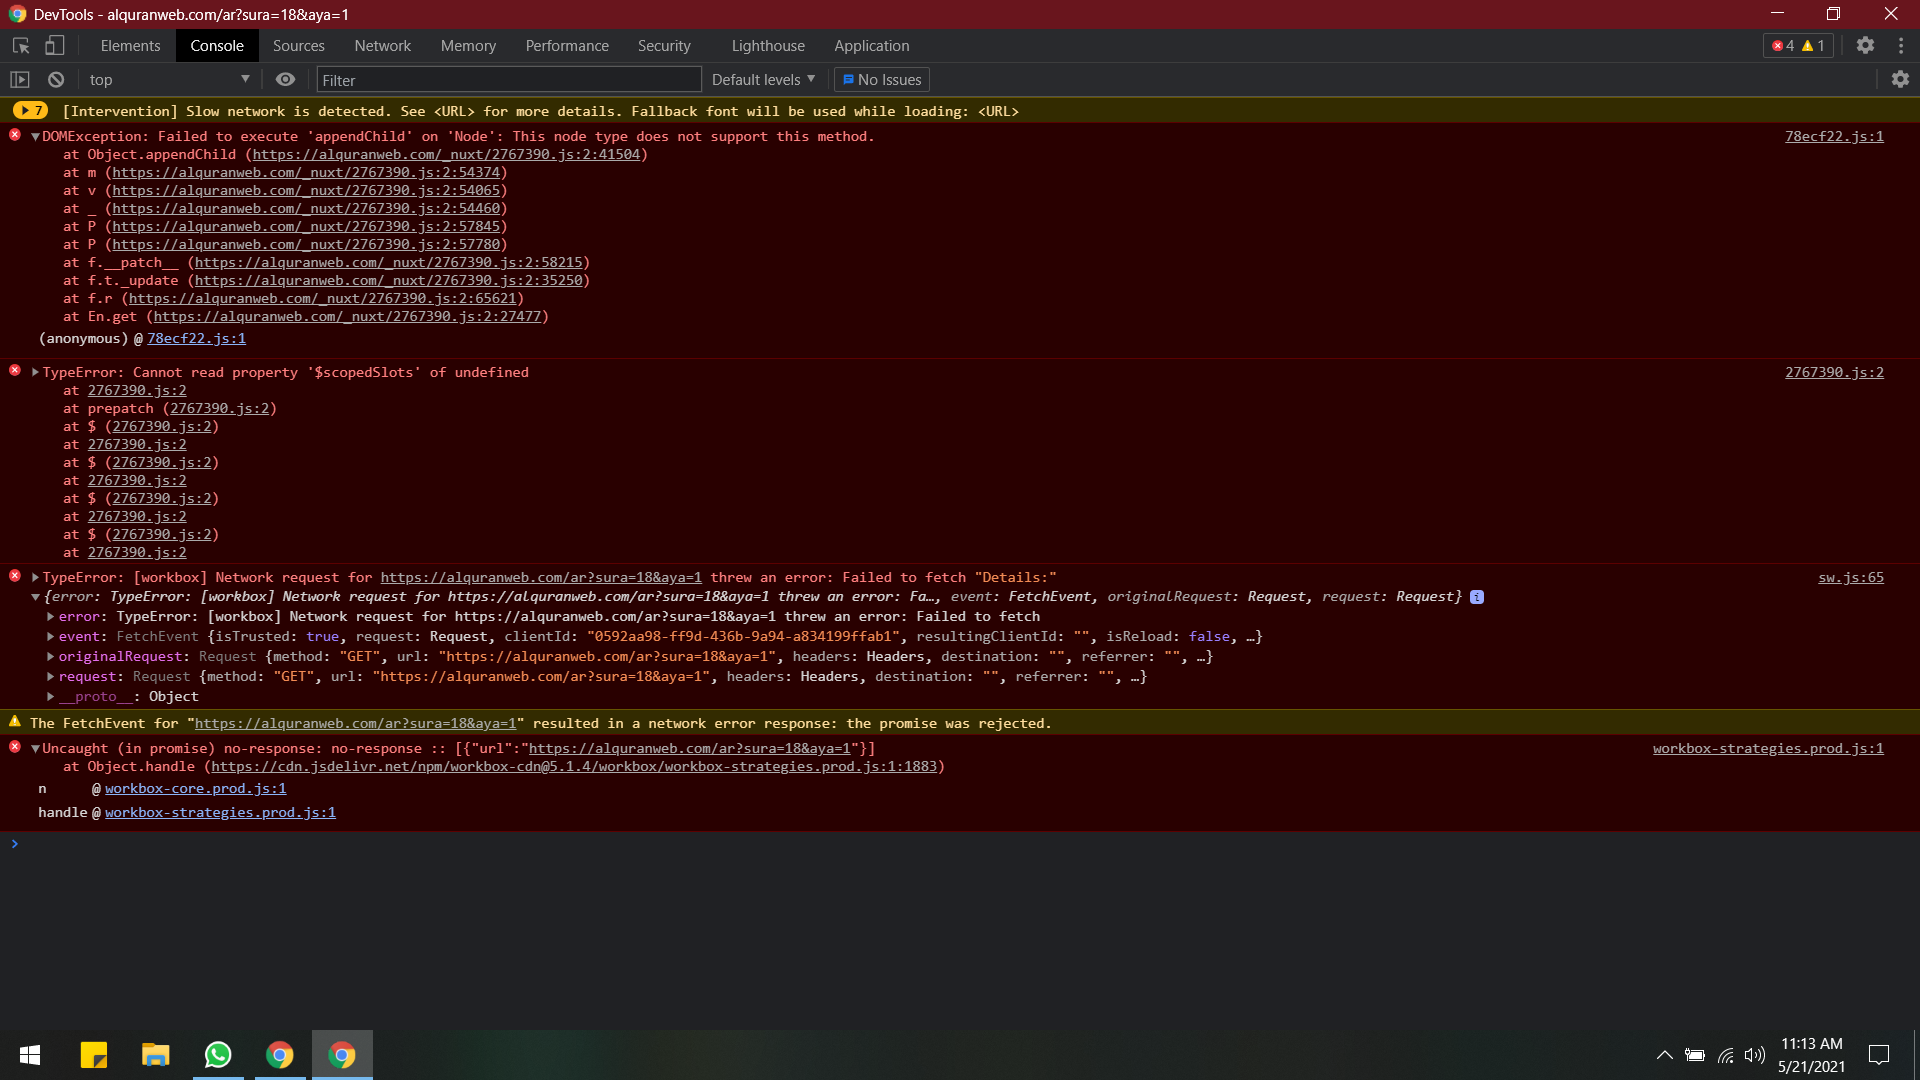 DevTools - alquranweb.com/ar?sura=18&aya=1
Elements Console Sources Network Memory Performance Security Lighthouse Application 4 1
top Filter Default levels No Issues
7 [Intervention] Slow network is detected. See <URL> for more details. Fallback font will be used while loading: <URL>
DOMException: Failed to execute 'appendChild' on 'Node': This node type does not support this method. 78ecf22.js:1
at Object.appendChild (https://alquranweb.com/_nuxt/2767390.js:2:41504)
at m (https://alquranweb.com/_nuxt/2767390.js:2:54374)
at v (https://alquranweb.com/_nuxt/2767390.js:2:54065)
at _ (https://alquranweb.com/_nuxt/2767390.js:2:54460)
at P (https://alquranweb.com/_nuxt/2767390.js:2:57845)
at P (https://alquranweb.com/_nuxt/2767390.js:2:57780)
at f.__patch__ (https://alquranweb.com/_nuxt/2767390.js:2:58215)
at f.t._update (https://alquranweb.com/_nuxt/2767390.js:2:35250)
at f.r (https://alquranweb.com/_nuxt/2767390.js:2:65621)
at En.get (https://alquranweb.com/_nuxt/2767390.js:2:27477)
(anonymous) @ 78ecf22.js:1
TypeError: Cannot read property '$scopedSlots' of undefined 2767390.js:2
at 2767390.js:2
at prepatch (2767390.js:2)
at $ (2767390.js:2)
at 2767390.js:2
at $ (2767390.js:2)
at 2767390.js:2
at $ (2767390.js:2)
at 2767390.js:2
at $ (2767390.js:2)
at 2767390.js:2
TypeError: [workbox] Network request for https://alquranweb.com/ar?sura=18&aya=1 threw an error: Failed to fetch "Details:" sw.js:65
{error: TypeError: [workbox] Network request for https://alquranweb.com/ar?sura=18&aya=1 threw an error: Fa…, event: FetchEvent, originalRequest: Request, request: Request} i
error: TypeError: [workbox] Network request for https://alquranweb.com/ar?sura=18&aya=1 threw an error: Failed to fetch
event: FetchEvent {isTrusted: true, request: Request, clientId: "0592aa98-ff9d-436b-9a94-a834199ffab1", resultingClientId: "", isReload: false, …}
originalRequest: Request {method: "GET", url: "https://alquranweb.com/ar?sura=18&aya=1", headers: Headers, destination: "", referrer: "", …}
request: Request {method: "GET", url: "https://alquranweb.com/ar?sura=18&aya=1", headers: Headers, destination: "", referrer: "", …}
__proto__: Object
The FetchEvent for "https://alquranweb.com/ar?sura=18&aya=1" resulted in a network error response: the promise was rejected.
Uncaught (in promise) no-response: no-response :: [{"url":"https://alquranweb.com/ar?sura=18&aya=1"}] workbox-strategies.prod.js:1
at Object.handle (https://cdn.jsdelivr.net/npm/workbox-cdn@5.1.4/workbox/workbox-strategies.prod.js:1:1883)
n @ workbox-core.prod.js:1
handle @ workbox-strategies.prod.js:1
11:13 AM
5/21/2021